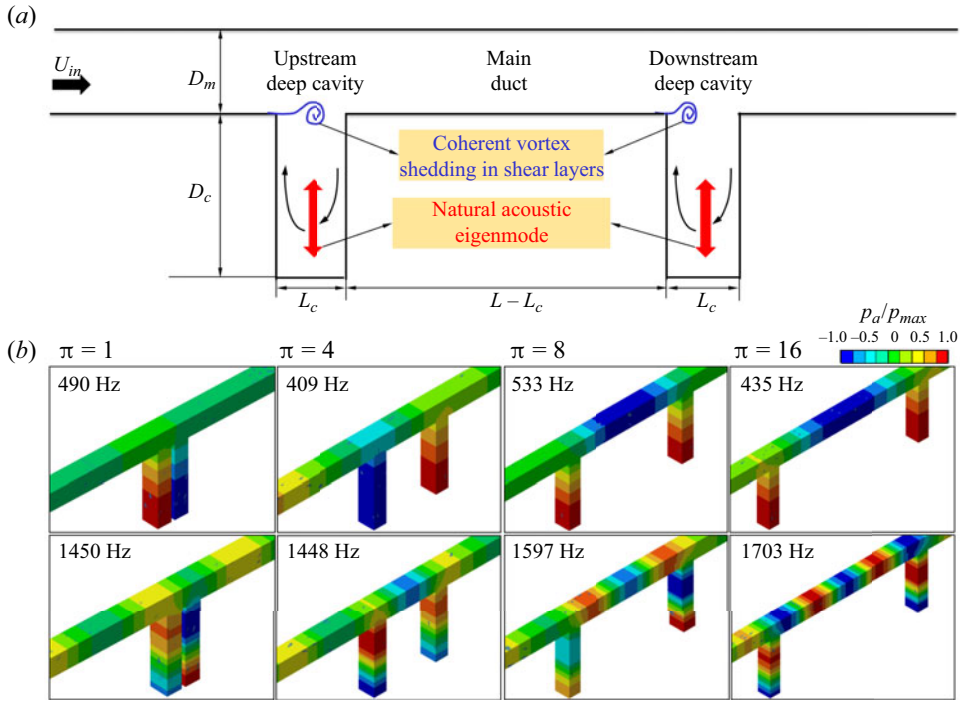 (a)
U_in
D_m
Upstream
deep cavity
Main
duct
Downstream
deep cavity
Coherent vortex
shedding in shear layers
D_c
Natural acoustic
eigenmode
L_c
L – L_c
L_c
p_a/p_max
–1.0 –0.5 0 0.5 1.0
(b)
π = 1
π = 4
π = 8
π = 16
490 Hz
409 Hz
533 Hz
435 Hz
1450 Hz
1448 Hz
1597 Hz
1703 Hz